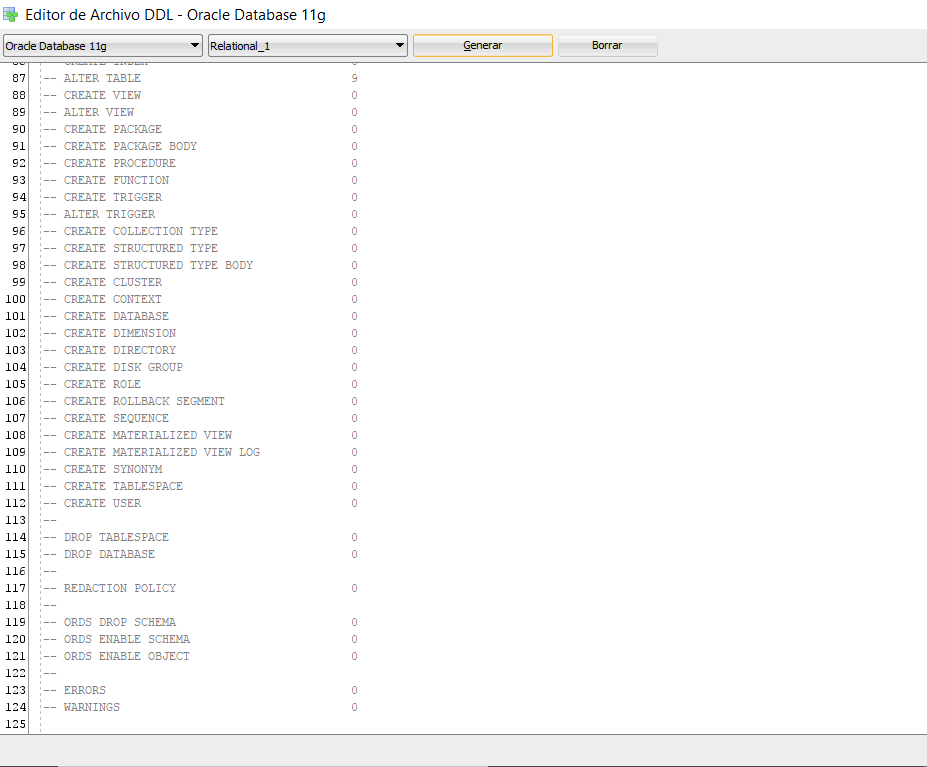 Editor de Archivo DDL - Oracle Database 11g
Oracle Database 11g Relational_1 Generar Borrar
86 -- CREATE INDEX 0
87 -- ALTER TABLE 9
88 -- CREATE VIEW 0
89 -- ALTER VIEW 0
90 -- CREATE PACKAGE 0
91 -- CREATE PACKAGE BODY 0
92 -- CREATE PROCEDURE 0
93 -- CREATE FUNCTION 0
94 -- CREATE TRIGGER 0
95 -- ALTER TRIGGER 0
96 -- CREATE COLLECTION TYPE 0
97 -- CREATE STRUCTURED TYPE 0
98 -- CREATE STRUCTURED TYPE BODY 0
99 -- CREATE CLUSTER 0
100 -- CREATE CONTEXT 0
101 -- CREATE DATABASE 0
102 -- CREATE DIMENSION 0
103 -- CREATE DIRECTORY 0
104 -- CREATE DISK GROUP 0
105 -- CREATE ROLE 0
106 -- CREATE ROLLBACK SEGMENT 0
107 -- CREATE SEQUENCE 0
108 -- CREATE MATERIALIZED VIEW 0
109 -- CREATE MATERIALIZED VIEW LOG 0
110 -- CREATE SYNONYM 0
111 -- CREATE TABLESPACE 0
112 -- CREATE USER 0
113 --
114 -- DROP TABLESPACE 0
115 -- DROP DATABASE 0
116 --
117 -- REDACTION POLICY 0
118 --
119 -- ORDS DROP SCHEMA 0
120 -- ORDS ENABLE SCHEMA 0
121 -- ORDS ENABLE OBJECT 0
122 --
123 -- ERRORS 0
124 -- WARNINGS 0
125